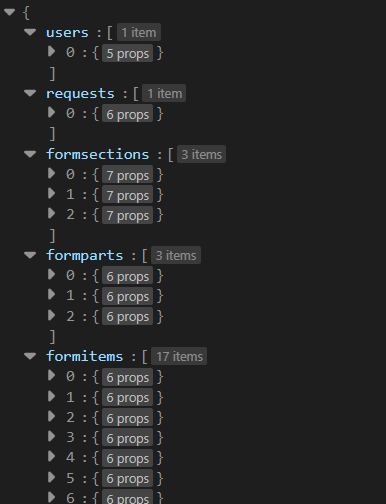 {
users :[ 1 item
0 :{ 5 props }
]
requests :[ 1 item
0 :{ 6 props }
]
formsections :[ 3 items
0 :{ 7 props }
1 :{ 7 props }
2 :{ 7 props }
]
formparts :[ 3 items
0 :{ 6 props }
1 :{ 6 props }
2 :{ 6 props }
]
formitems :[ 17 items
0 :{ 6 props }
1 :{ 6 props }
2 :{ 6 props }
3 :{ 6 props }
4 :{ 6 props }
5 :{ 6 props }
6 :{ 6 props }